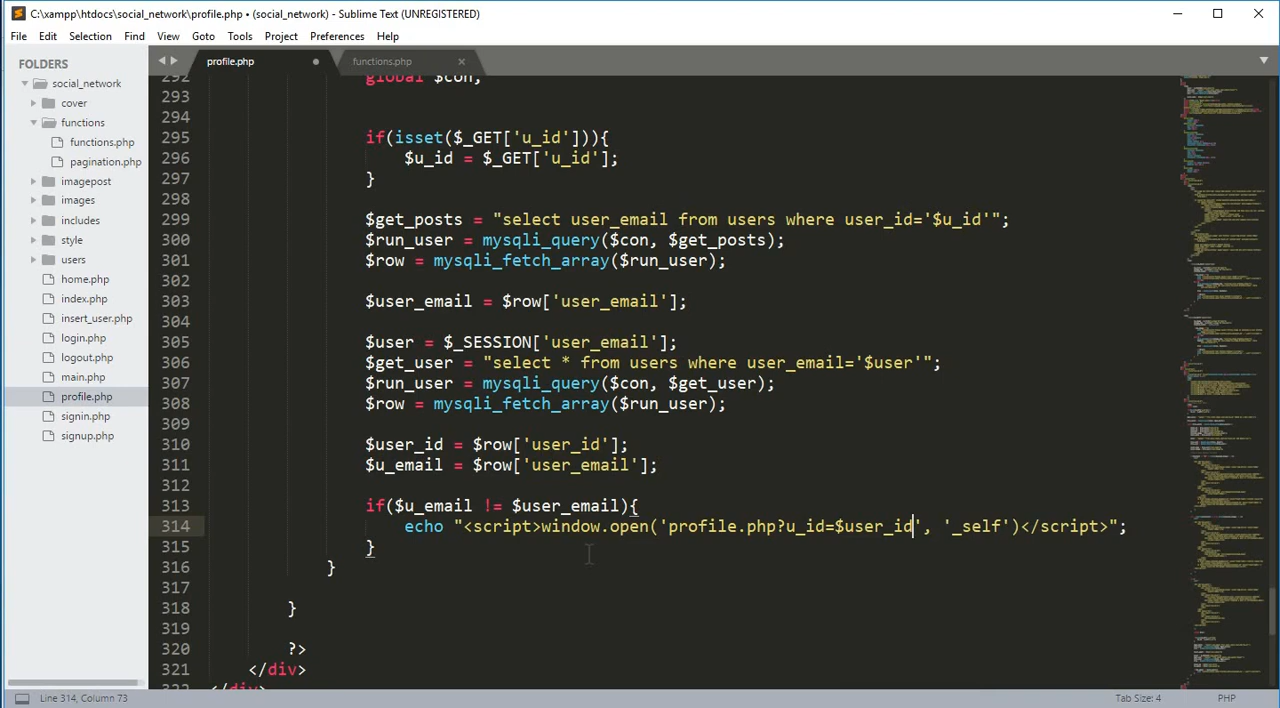 C:\xampp\htdocs\social_network\profile.php • (social_network) - Sublime Text (UNREGISTERED)
File Edit Selection Find View Goto Tools Project Preferences Help
FOLDERS
social_network
cover
functions
functions.php
pagination.php
imagepost
images
includes
style
users
home.php
index.php
insert_user.php
login.php
logout.php
main.php
profile.php
signin.php
signup.php
profile.php functions.php
292 global $con;
293
294
295 if(isset($_GET['u_id'])){
296 $u_id = $_GET['u_id'];
297 }
298
299 $get_posts = "select user_email from users where user_id='$u_id'";
300 $run_user = mysqli_query($con, $get_posts);
301 $row = mysqli_fetch_array($run_user);
302
303 $user_email = $row['user_email'];
304
305 $user = $_SESSION['user_email'];
306 $get_user = "select * from users where user_email='$user'";
307 $run_user = mysqli_query($con, $get_user);
308 $row = mysqli_fetch_array($run_user);
309
310 $user_id = $row['user_id'];
311 $u_email = $row['user_email'];
312
313 if($u_email != $user_email){
314 echo "<script>window.open('profile.php?u_id=$user_id', '_self')</script>";
315 }
316 }
317
318 }
319
320 ?>
321 </div>
322 </div>
Line 314, Column 73 Tab Size: 4 PHP